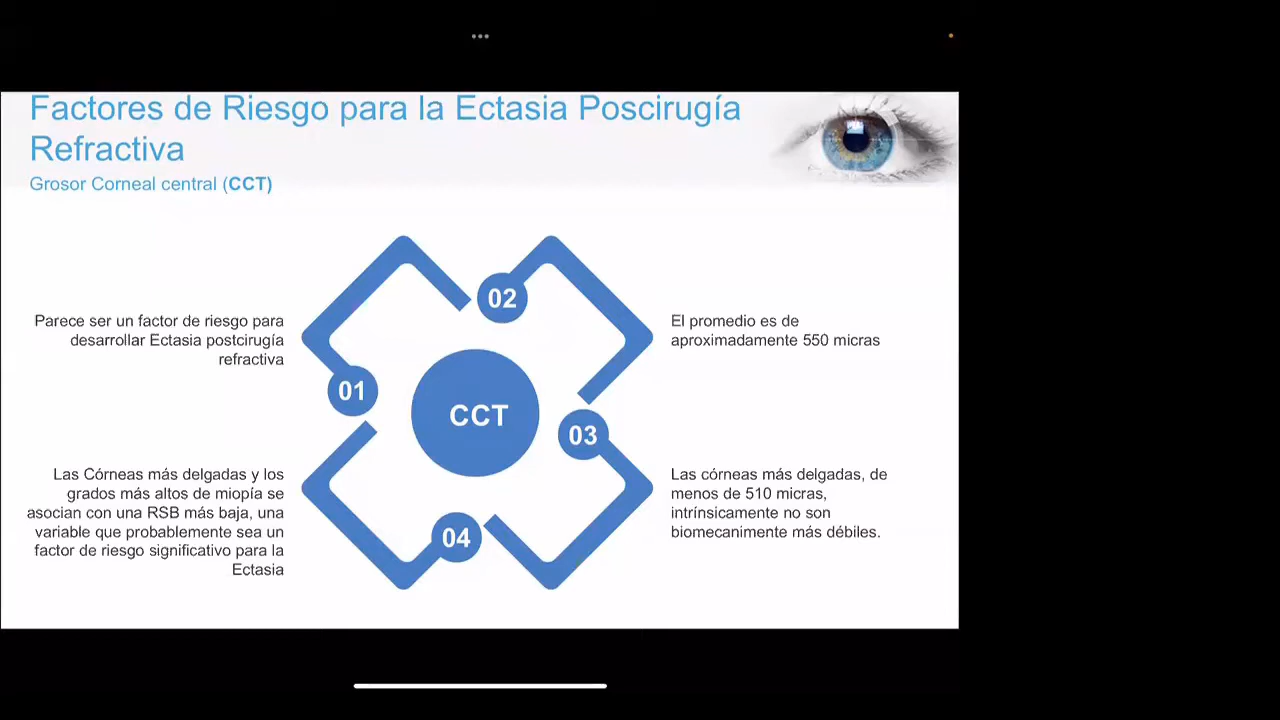 Factores de Riesgo para la Ectasia Poscirugía
Refractiva
Grosor Corneal central (CCT)
01
Parece ser un factor de riesgo para
desarrollar Ectasia postcirugía
refractiva
02
El promedio es de
aproximadamente 550 micras
CCT
03
Las córneas más delgadas, de
menos de 510 micras,
intrínsicamente no son
biomecanimente más débiles.
04
Las Córneas más delgadas y los
grados más altos de miopía se
asocian con una RSB más baja, una
variable que probablemente sea un
factor de riesgo significativo para la
Ectasia